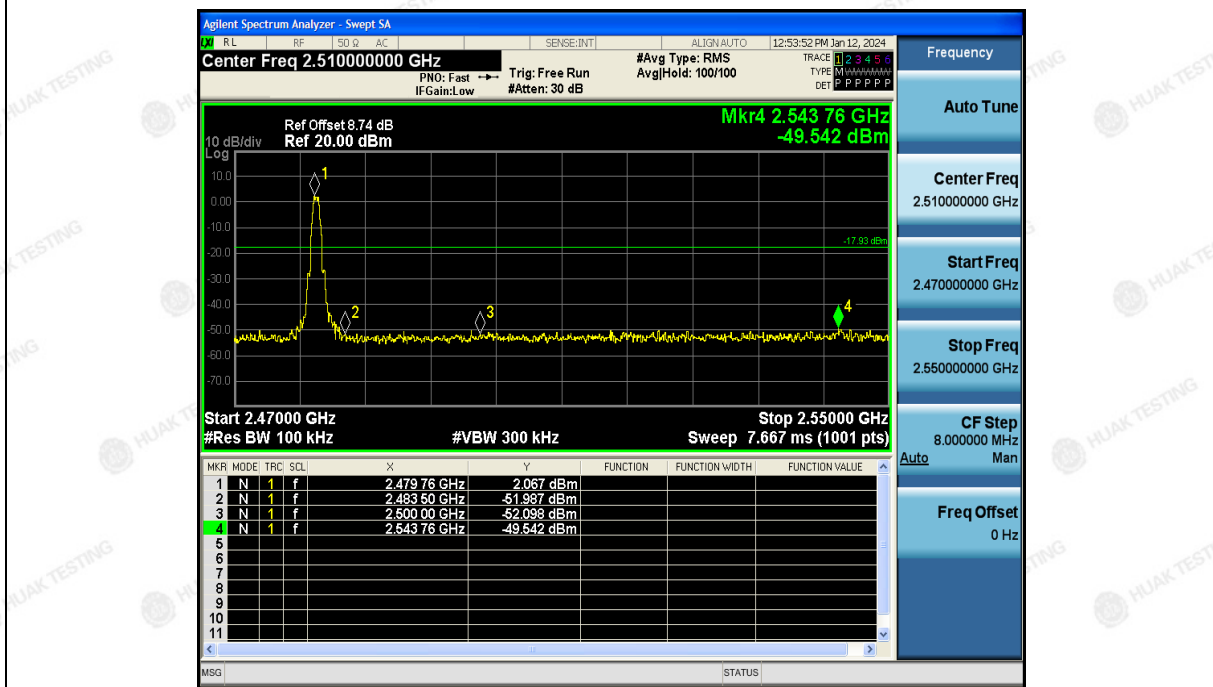 Agilent Spectrum Analyzer - Swept SA
LXI RL RF 50 Ω AC SENSE:INT ALIGN AUTO 12:53:52 PM Jan 12, 2024
Center Freq 2.510000000 GHz #Avg Type: RMS TRACE 1 2 3 4 5 6
PNO: Fast Trig: Free Run Avg|Hold: 100/100 TYPE M WWWWW
IFGain:Low #Atten: 30 dB DET P P P P P P
Mkr4 2.543 76 GHz
Ref Offset 8.74 dB
10 dB/div Ref 20.00 dBm -49.542 dBm
Log
10.0
0.00
-10.0
-20.0
-30.0
-40.0
-50.0
-60.0
-70.0
1
2
3
4
-17.93 dBm
Start 2.47000 GHz Stop 2.55000 GHz
#Res BW 100 kHz #VBW 300 kHz Sweep 7.667 ms (1001 pts)
MKR MODE TRC SCL X Y FUNCTION FUNCTION WIDTH FUNCTION VALUE
1 N 1 f 2.479 76 GHz 2.067 dBm
2 N 1 f 2.483 50 GHz -51.987 dBm
3 N 1 f 2.500 00 GHz -52.098 dBm
4 N 1 f 2.543 76 GHz -49.542 dBm
5
6
7
8
9
10
11
MSG STATUS
Frequency
Auto Tune
Center Freq
2.510000000 GHz
Start Freq
2.470000000 GHz
Stop Freq
2.550000000 GHz
CF Step
8.000000 MHz
Auto Man
Freq Offset
0 Hz
HUAK TESTING